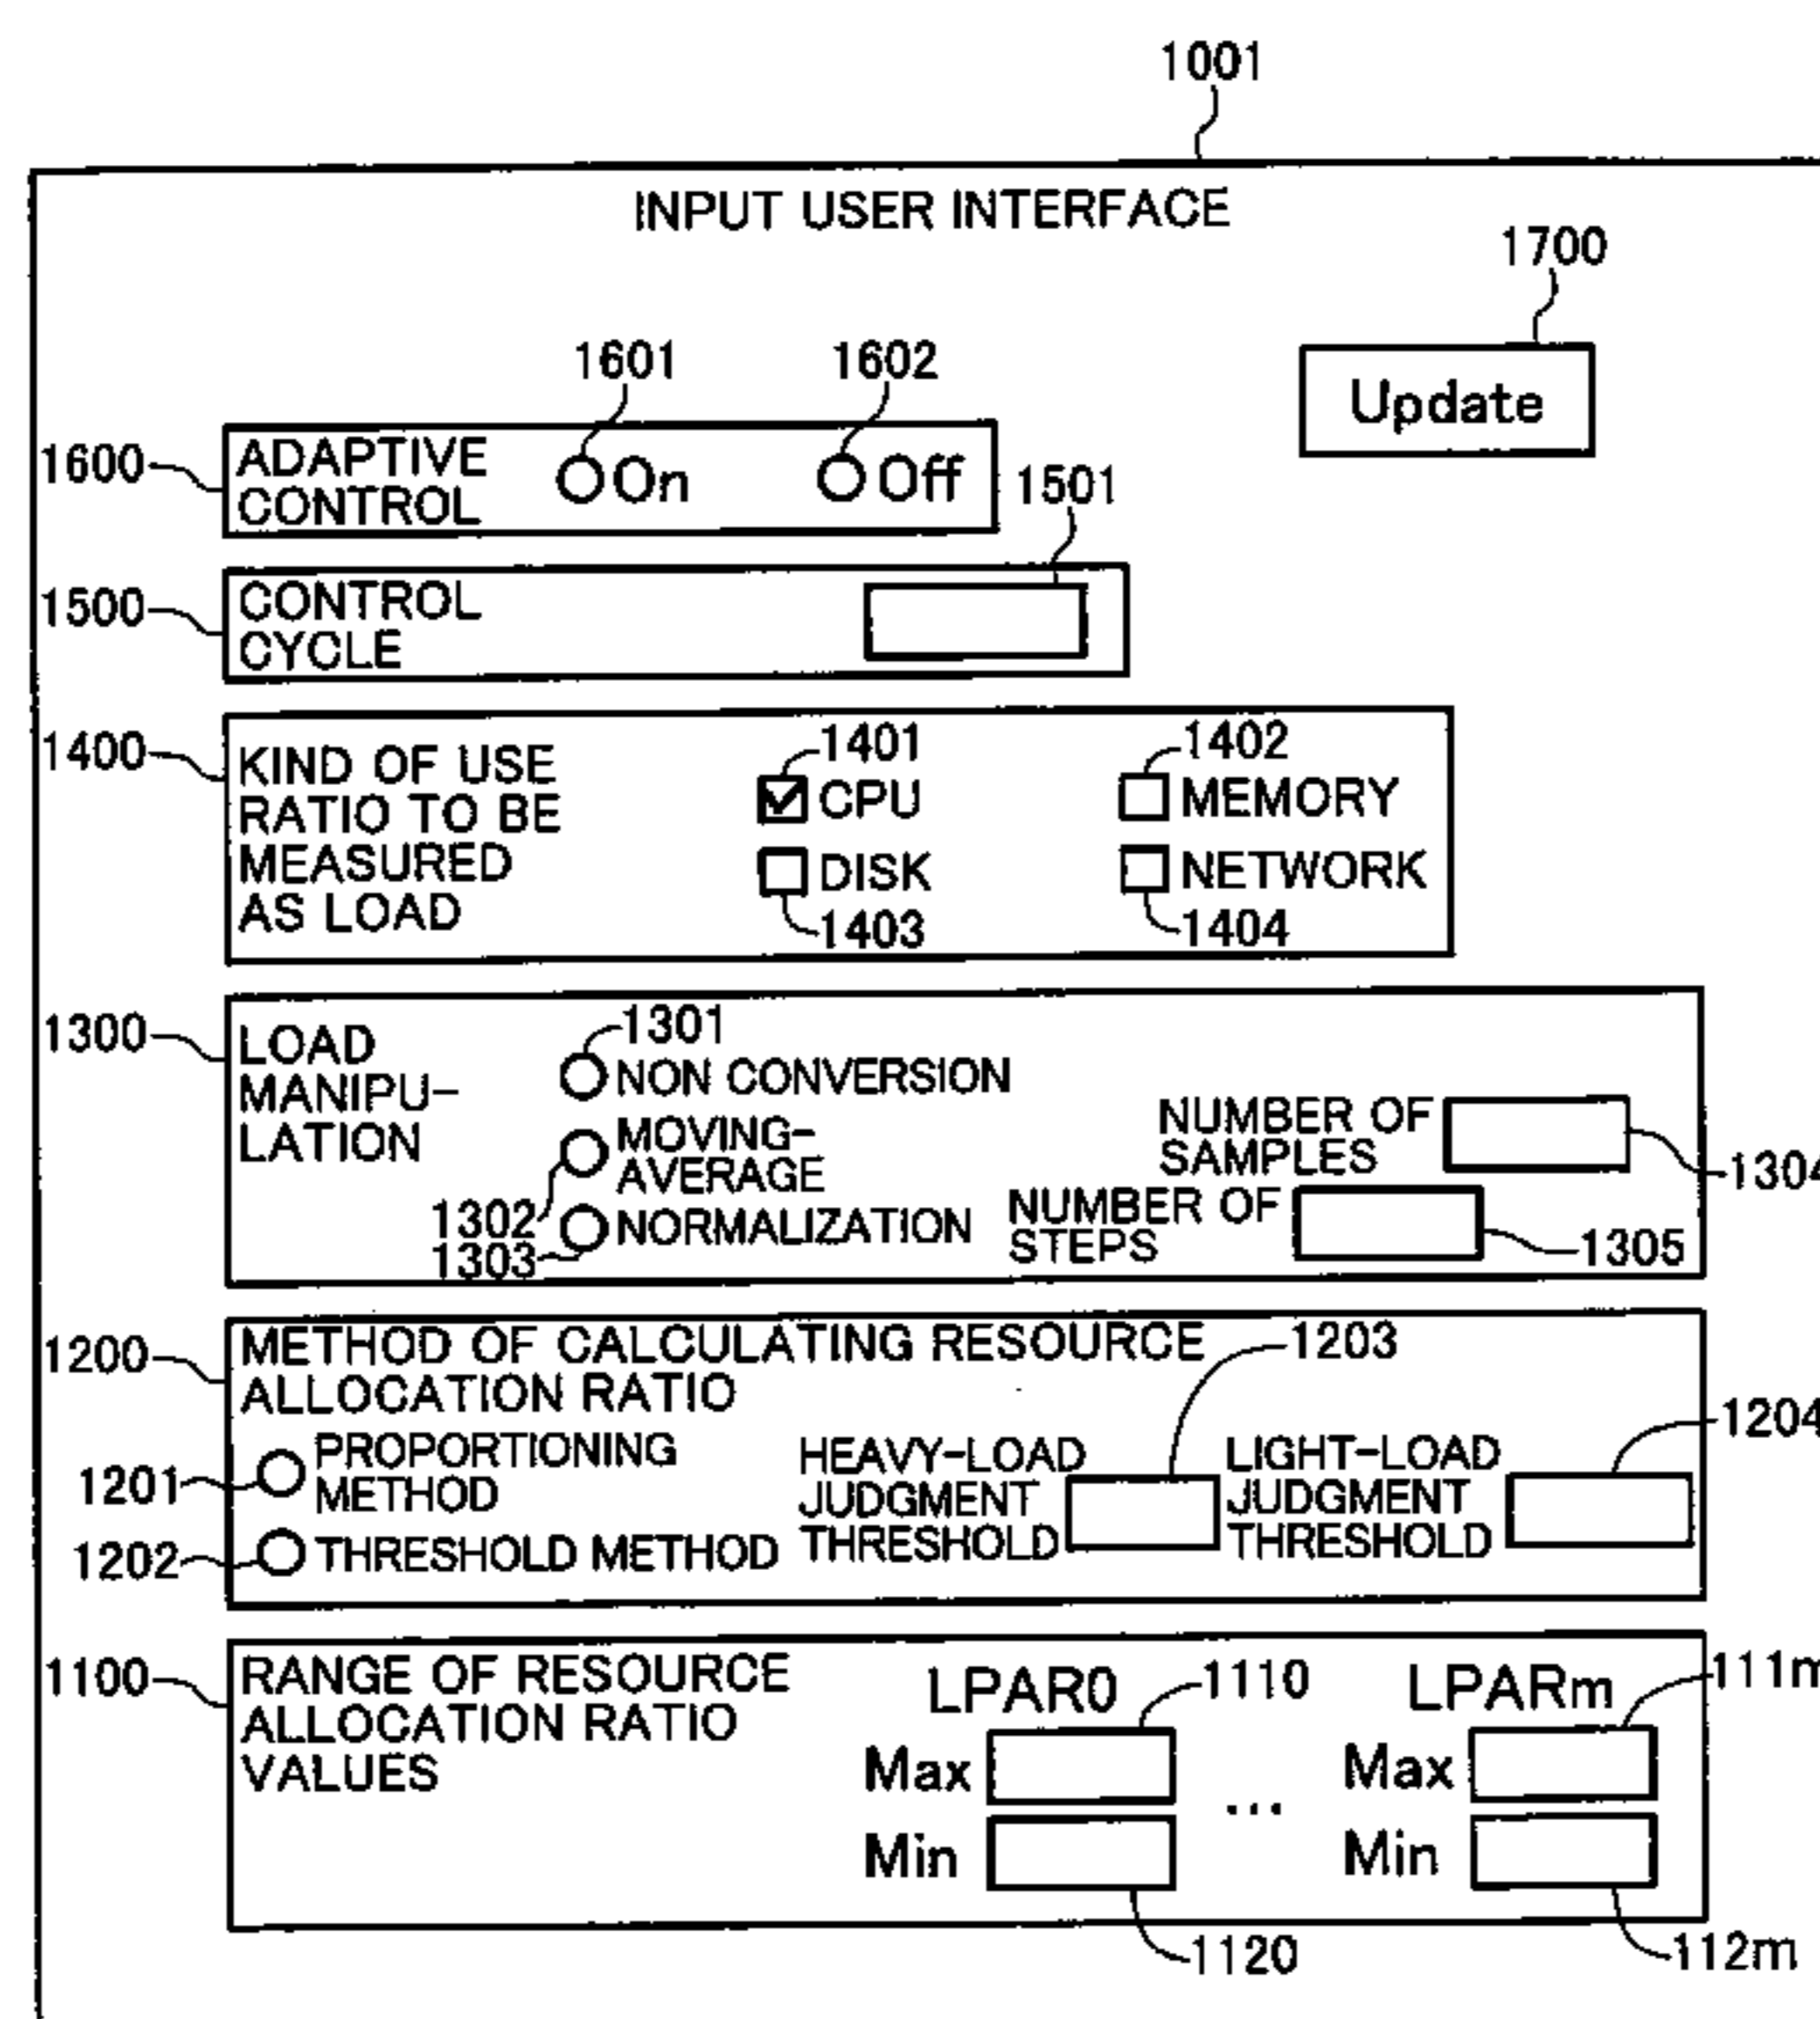 1001
INPUT USER INTERFACE
1700
Update
1601 1602
1600 ADAPTIVE CONTROL
On Off
1501
1500 CONTROL
CYCLE
1400 KIND OF USE
RATIO TO BE
MEASURED
AS LOAD
1401 1402
CPU MEMORY
DISK NETWORK
1403 1404
1300 LOAD
MANIPU-
LATION
1301
NON CONVERSION
MOVING-
AVERAGE
1302
NORMALIZATION
1303
NUMBER OF
SAMPLES
1304
NUMBER OF
STEPS
1305
1200 METHOD OF CALCULATING RESOURCE
ALLOCATION RATIO
1203
1204
1201 PROPORTIONING
METHOD
1202 THRESHOLD METHOD
HEAVY-LOAD
JUDGMENT
THRESHOLD
LIGHT-LOAD
JUDGMENT
THRESHOLD
1100 RANGE OF RESOURCE
ALLOCATION RATIO
VALUES
LPAR0 1110 LPARm 111m
Max ... Max
Min Min
1120 112m